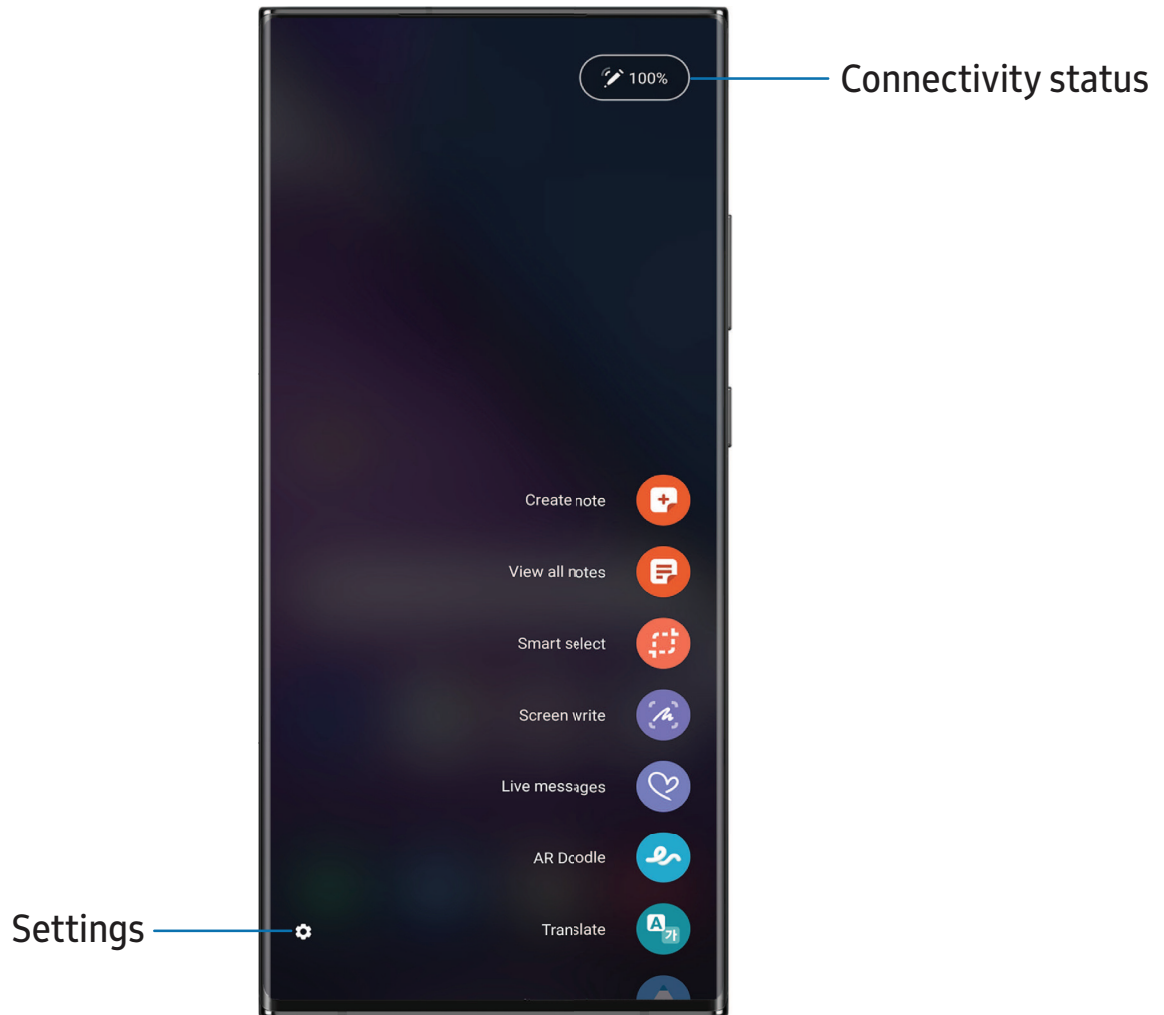 100%
Connectivity status
Create note
View all notes
Smart select
Screen write
Live messages
AR Doodle
Settings
Translate
A
가